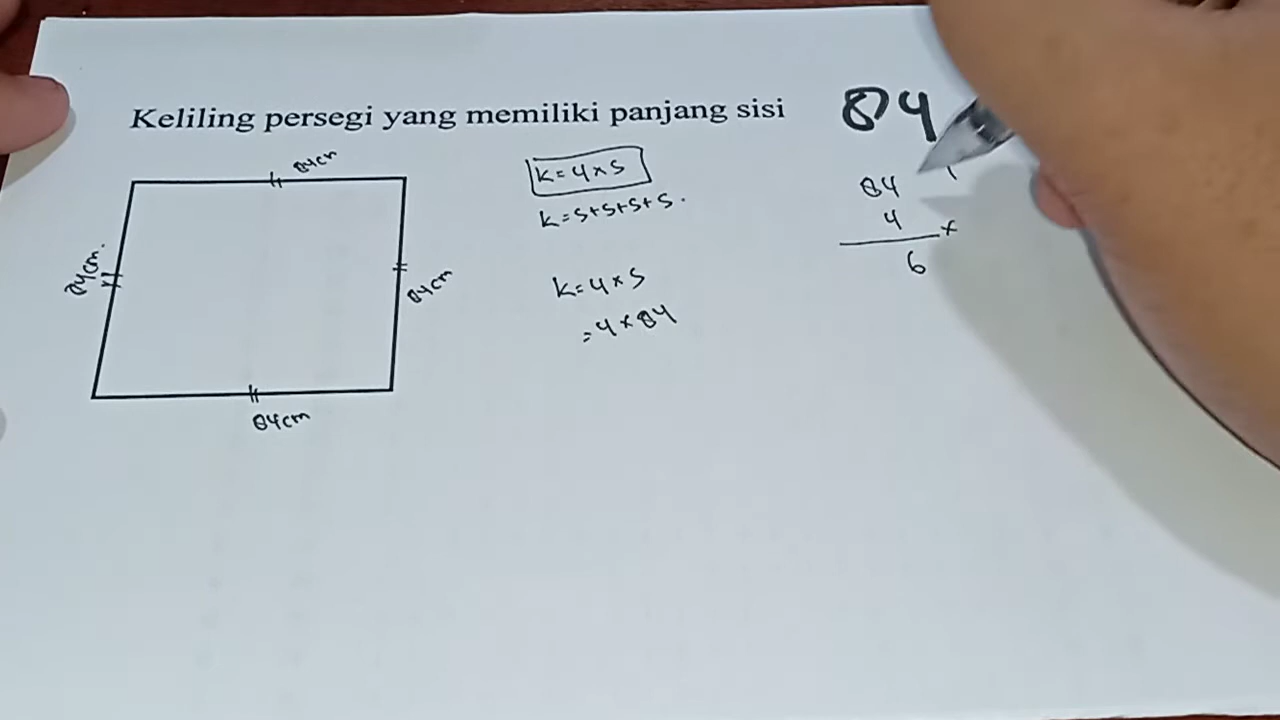 Keliling persegi yang memiliki panjang sisi 84
84cm
84cm.
84cm
84cm
K=4×s
K=s+s+s+s.
K=4×s
=4×84
1
84
4 ×
6